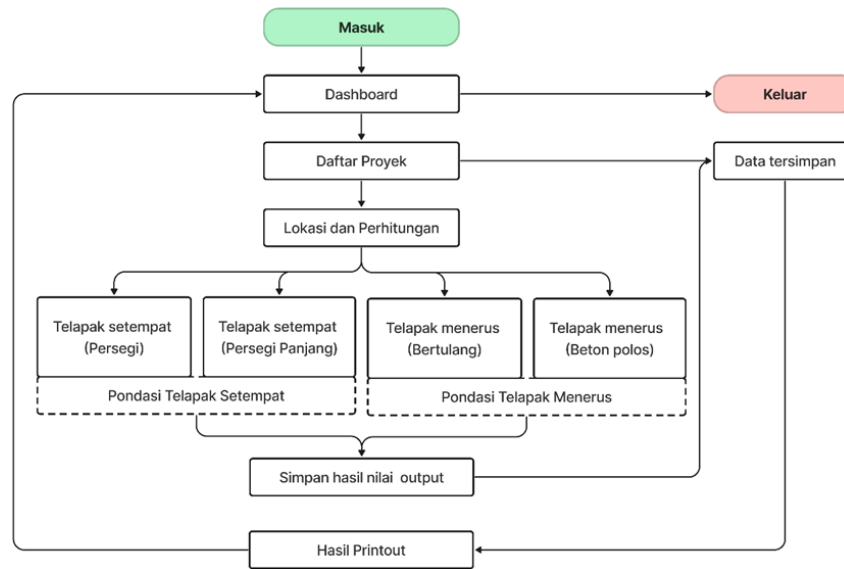 Masuk
Dashboard
Keluar
Daftar Proyek
Data tersimpan
Lokasi dan Perhitungan
Telapak setempat
(Persegi)
Telapak setempat
(Persegi Panjang)
Telapak menerus
(Bertulang)
Telapak menerus
(Beton polos)
Pondasi Telapak Setempat
Pondasi Telapak Menerus
Simpan hasil nilai output
Hasil Printout